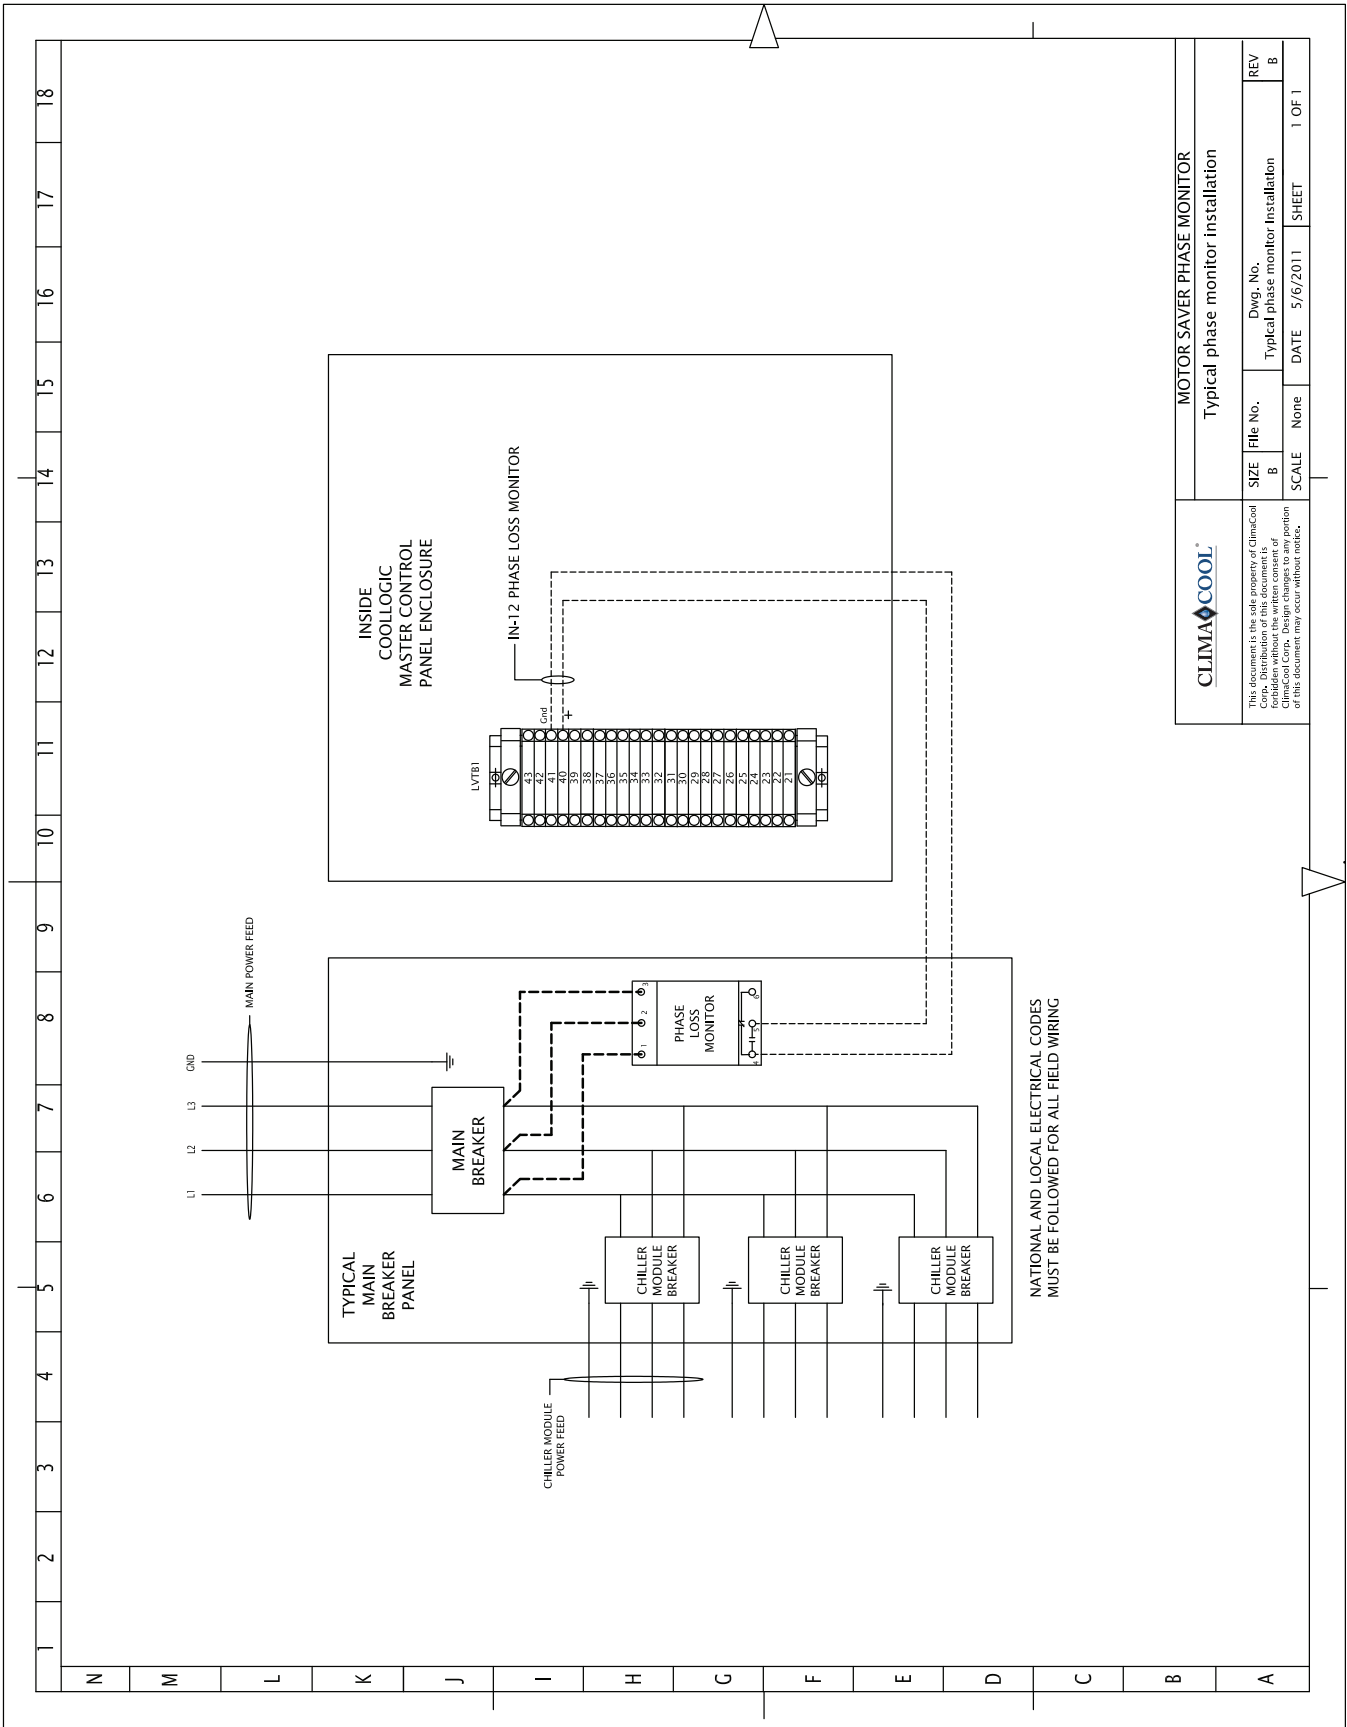 1
2
3
4
5
6
7
8
9
10
11
12
13
14
15
16
17
18
N
M
L
K
J
I
H
G
F
E
D
C
B
A
L1
L2
L3
GND
MAIN POWER FEED
TYPICAL
MAIN
BREAKER
PANEL
MAIN
BREAKER
1
2
3
PHASE
LOSS
MONITOR
4
5
6
CHILLER
MODULE
BREAKER
CHILLER
MODULE
BREAKER
CHILLER
MODULE
BREAKER
CHILLER MODULE
POWER FEED
INSIDE
COOLLOGIC
MASTER CONTROL
PANEL ENCLOSURE
IN-12 PHASE LOSS MONITOR
LVTB1
Gnd
+
43
42
41
40
39
38
37
36
35
34
33
32
31
30
29
28
27
26
25
24
23
22
21
NATIONAL AND LOCAL ELECTRICAL CODES
MUST BE FOLLOWED FOR ALL FIELD WIRING
CLIMACOOL
This document is the sole property of ClimaCool
Corp. Distribution of this document is
forbidden without the written consent of
ClimaCool Corp. Design changes to any portion
of this document may occur without notice.
MOTOR SAVER PHASE MONITOR
Typical phase monitor installation
SIZE
B
File No.
Dwg. No.
Typical phase monitor Installation
REV
B
SCALE None
DATE 5/6/2011
SHEET 1 OF 1